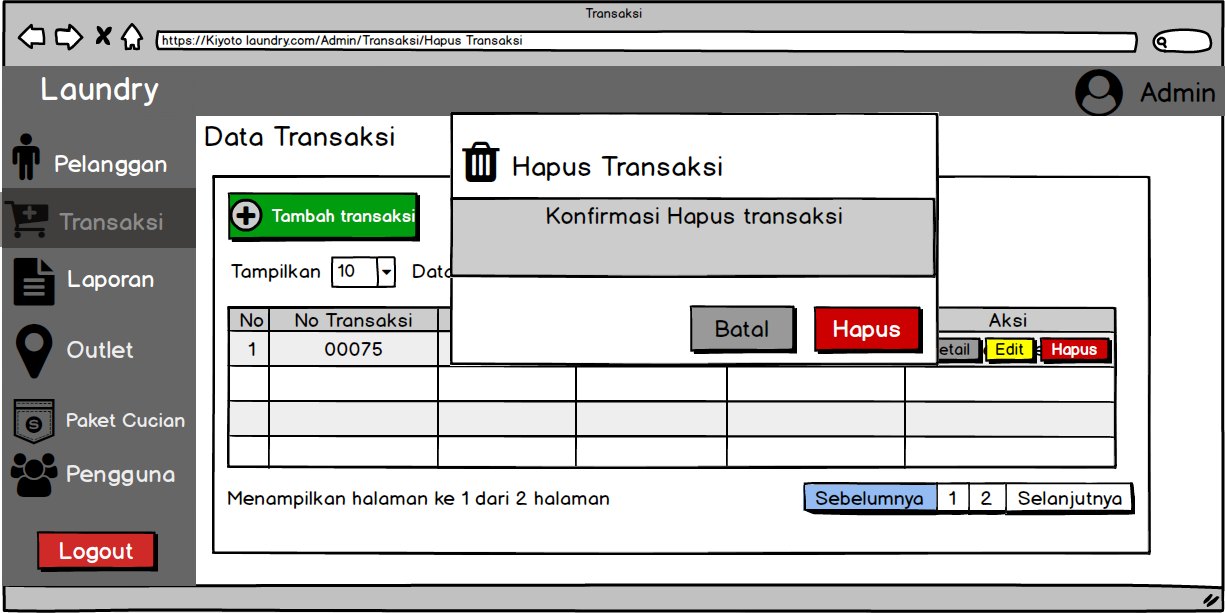 Transaksi
https://Kiyoto laundry.com/Admin/Transaksi/Hapus Transaksi
Laundry
Admin
Pelanggan
Transaksi
Laporan
Outlet
Paket Cucian
Pengguna
Logout
Data Transaksi
Tambah transaksi
Tampilkan 10 Data
Hapus Transaksi
Konfirmasi Hapus transaksi
Batal Hapus
No No Transaksi Aksi
1 00075 etail Edit Hapus
Menampilkan halaman ke 1 dari 2 halaman
Sebelumnya 1 2 Selanjutnya